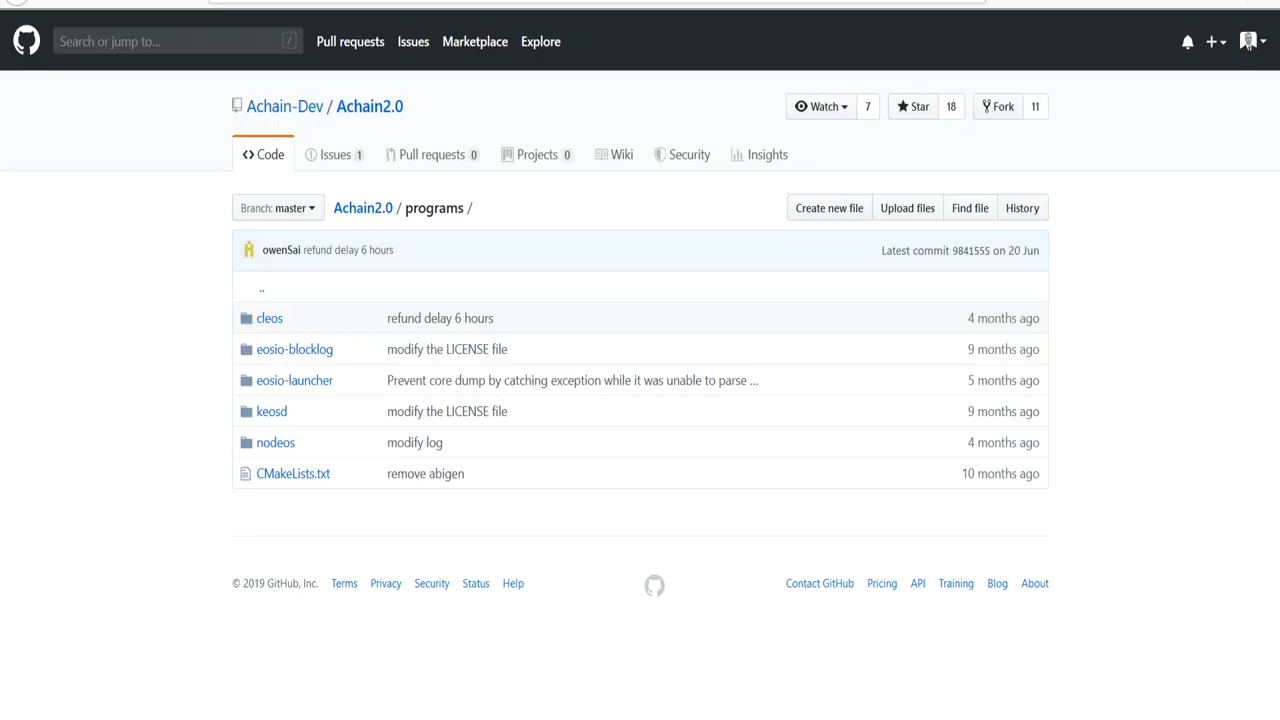 Search or jump to... /
Pull requests Issues Marketplace Explore
Achain-Dev / Achain2.0
Watch 7 Star 18 Fork 11
Code Issues 1 Pull requests 0 Projects 0 Wiki Security Insights
Branch: master Achain2.0 / programs / Create new file Upload files Find file History
owenSai refund delay 6 hours Latest commit 9841555 on 20 Jun
..
cleos refund delay 6 hours 4 months ago
eosio-blocklog modify the LICENSE file 9 months ago
eosio-launcher Prevent core dump by catching exception while it was unable to parse ... 5 months ago
keosd modify the LICENSE file 9 months ago
nodeos modify log 4 months ago
CMakeLists.txt remove abigen 10 months ago
© 2019 GitHub, Inc. Terms Privacy Security Status Help Contact GitHub Pricing API Training Blog About